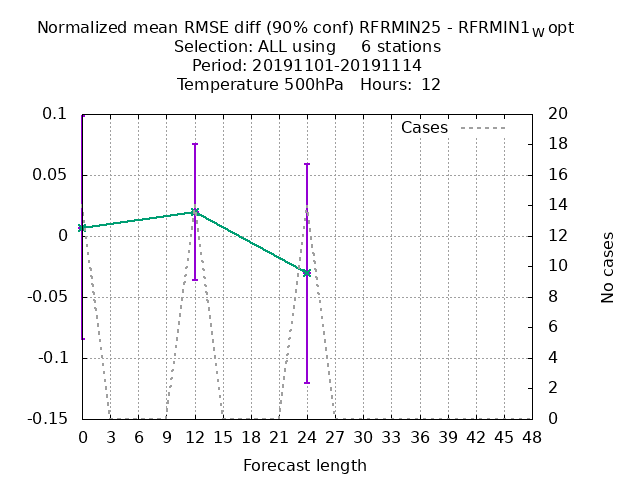 Normalized mean RMSE diff (90% conf) RFRMIN25 - RFRMIN1W opt
Selection: ALL using 6 stations
Period: 20191101-20191114
Temperature 500hPa Hours: 12
0.1
0.05
0
-0.05
-0.1
-0.15
Cases
20
18
16
14
12
10
8
6
4
2
0
No cases
0 3 6 9 12 15 18 21 24 27 30 33 36 39 42 45 48
Forecast length